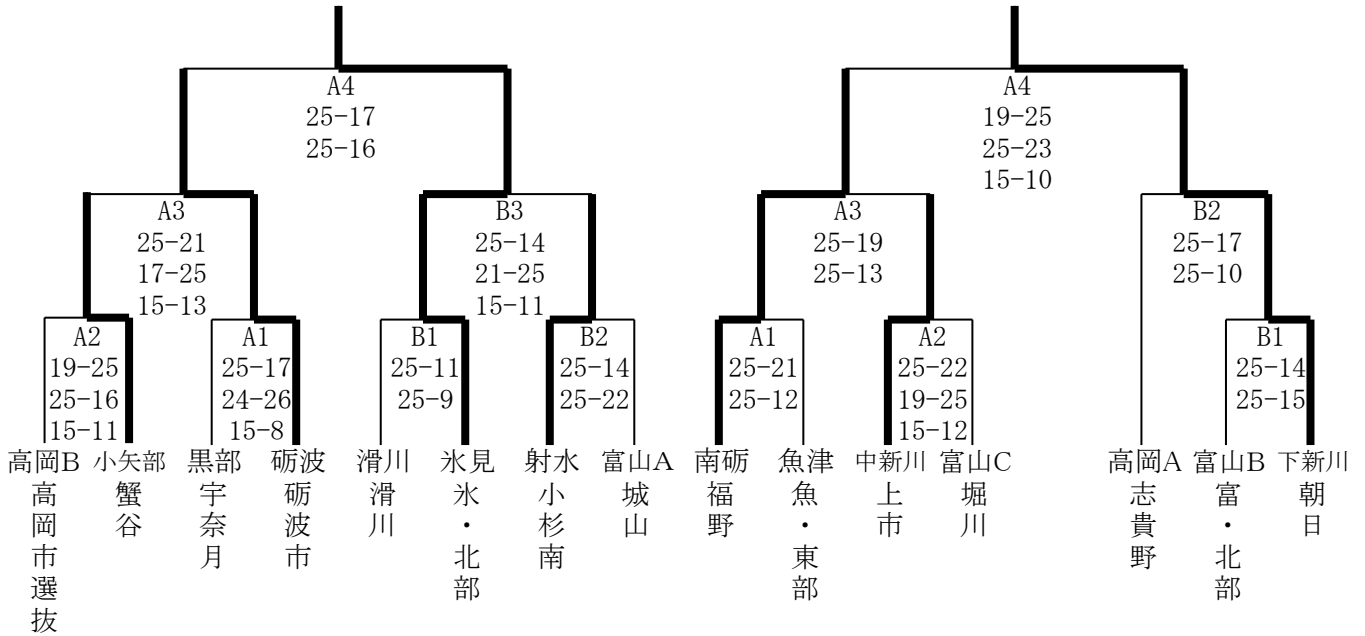 A4
25-17
25-16
A4
19-25
25-23
15-10
A3
25-21
17-25
15-13
B3
25-14
21-25
15-11
A3
25-19
25-13
B2
25-17
25-10
A2
19-25
25-16
15-11
A1
25-17
24-26
15-8
B1
25-11
25-9
B2
25-14
25-22
A1
25-21
25-12
A2
25-22
19-25
15-12
B1
25-14
25-15
高岡B
高岡市選抜
小矢部
蟹谷
黒部
宇奈月
砺波
砺波市
滑川
滑川
氷見
氷・北部
射水
小杉南
富山A
城山
南砺
福野
魚津
魚・東部
中新川
上市
富山C
堀川
高岡A
志貴野
富山B
富・北部
下新川
朝日